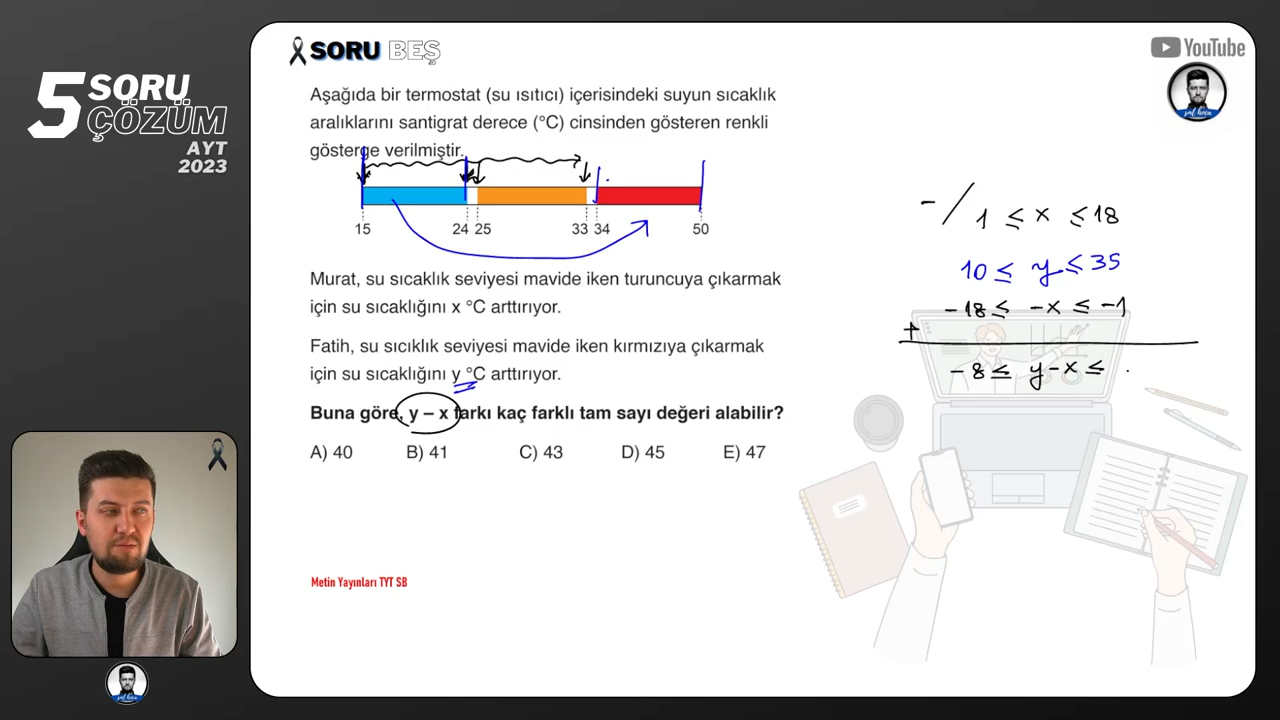 5 SORU
ÇÖZÜM
AYT
2023
SORU BEŞ
YouTube
Aşağıda bir termostat (su ısıtıcı) içerisindeki suyun sıcaklık
aralıklarını santigrat derece (°C) cinsinden gösteren renkli
gösterge verilmiştir.
15 24 25 33 34 50
Murat, su sıcaklık seviyesi mavide iken turuncuya çıkarmak
için su sıcaklığını x °C arttırıyor.
Fatih, su sıcıklık seviyesi mavide iken kırmızıya çıkarmak
için su sıcaklığını y °C arttırıyor.
Buna göre, y – x farkı kaç farklı tam sayı değeri alabilir?
A) 40 B) 41 C) 43 D) 45 E) 47
Metin Yayınları TYT SB
- / 1 ≤ x ≤ 18
10 ≤ y ≤ 35
-18 ≤ -x ≤ -1
+
-8 ≤ y-x ≤ .